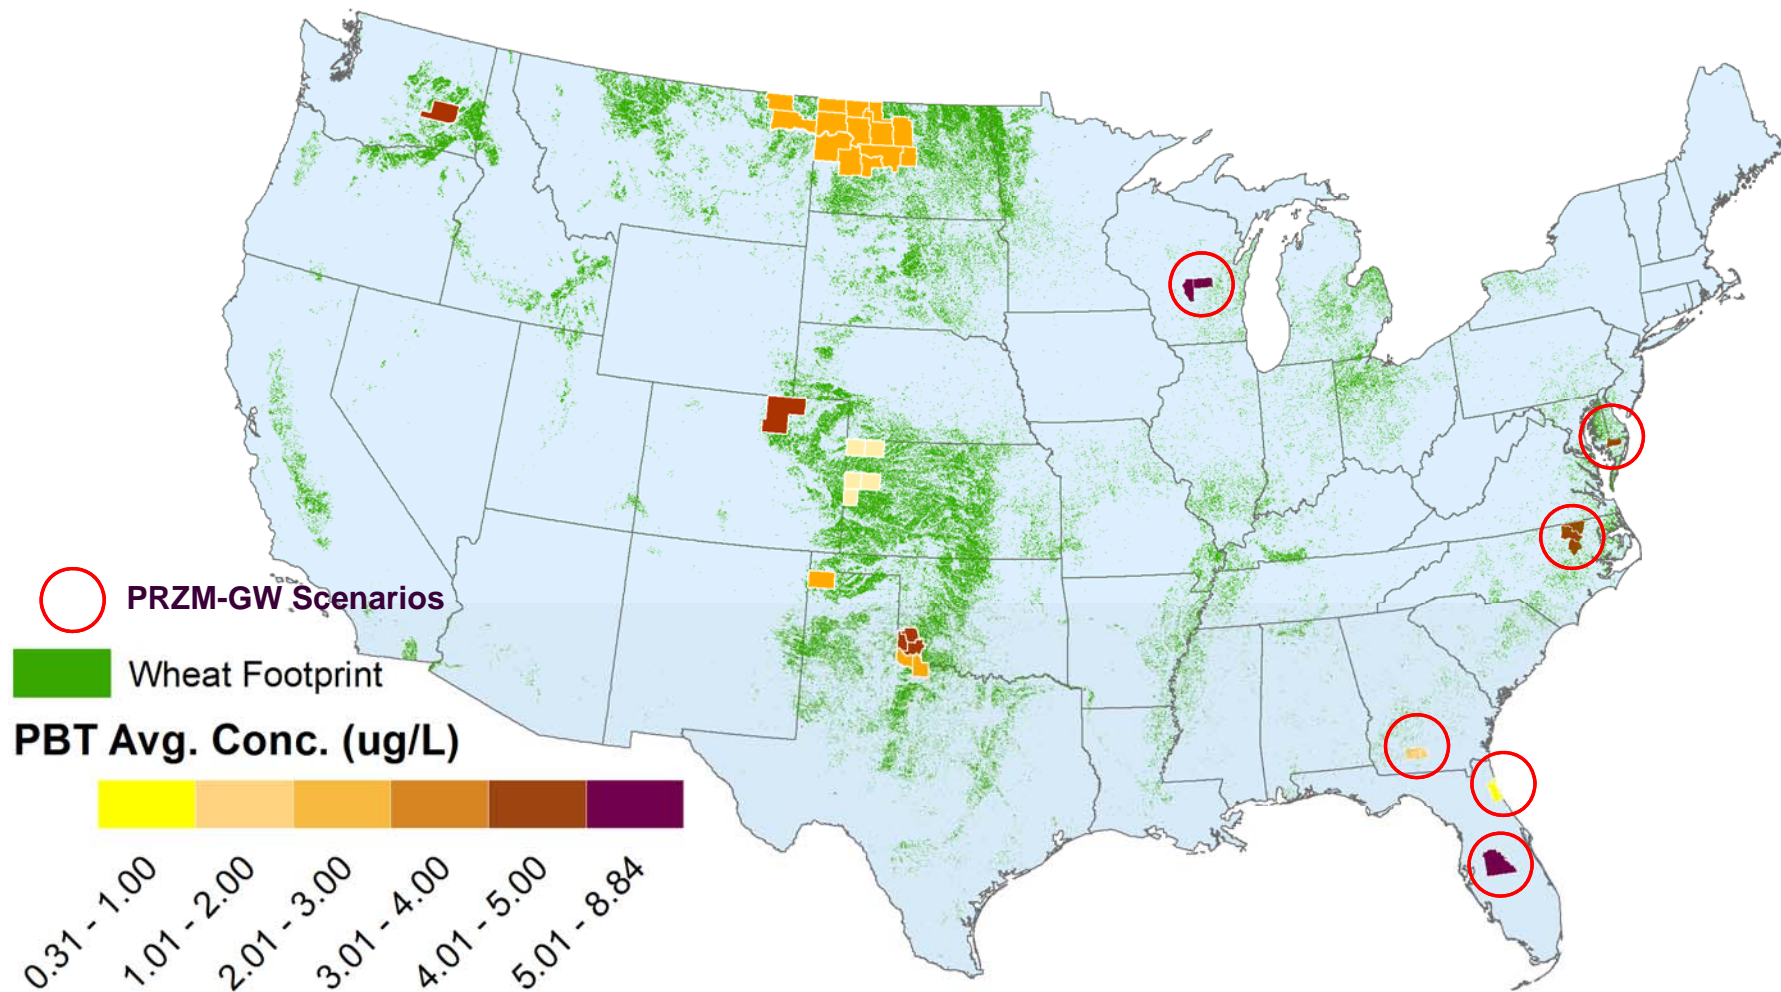 PRZM-GW Scenarios
Wheat Footprint
PBT Avg. Conc. (ug/L)
0.31 - 1.00
1.01 - 2.00
2.01 - 3.00
3.01 - 4.00
4.01 - 5.00
5.01 - 8.84